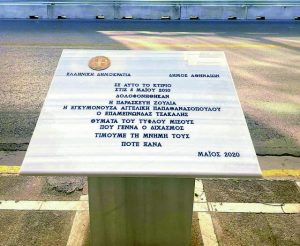 ΕΛΛΗΝΙΚΗ ΔΗΜΟΚΡΑΤΙΑ ΔΗΜΟΣ ΑΘΗΝΑΙΩΝ
ΣΕ ΑΥΤΟ ΤΟ ΚΤΙΡΙΟ
ΣΤΙΣ 5 ΜΑΪΟΥ 2010
ΔΟΛΟΦΟΝΗΘΗΚΑΝ
Η ΠΑΡΑΣΚΕΥΗ ΖΟΥΛΙΑ
Η ΕΓΚΥΜΟΝΟΥΣΑ ΑΓΓΕΛΙΚΗ ΠΑΠΑΘΑΝΑΣΟΠΟΥΛΟΥ
Ο ΕΠΑΜΕΙΝΩΝΔΑΣ ΤΣΑΚΑΛΗΣ
ΘΥΜΑΤΑ ΤΟΥ ΤΥΦΛΟΥ ΜΙΣΟΥΣ
ΠΟΥ ΓΕΝΝΑ Ο ΔΙΧΑΣΜΟΣ
ΤΙΜΟΥΜΕ ΤΗ ΜΝΗΜΗ ΤΟΥΣ
ΠΟΤΕ ΞΑΝΑ
ΜΑΪΟΣ 2020